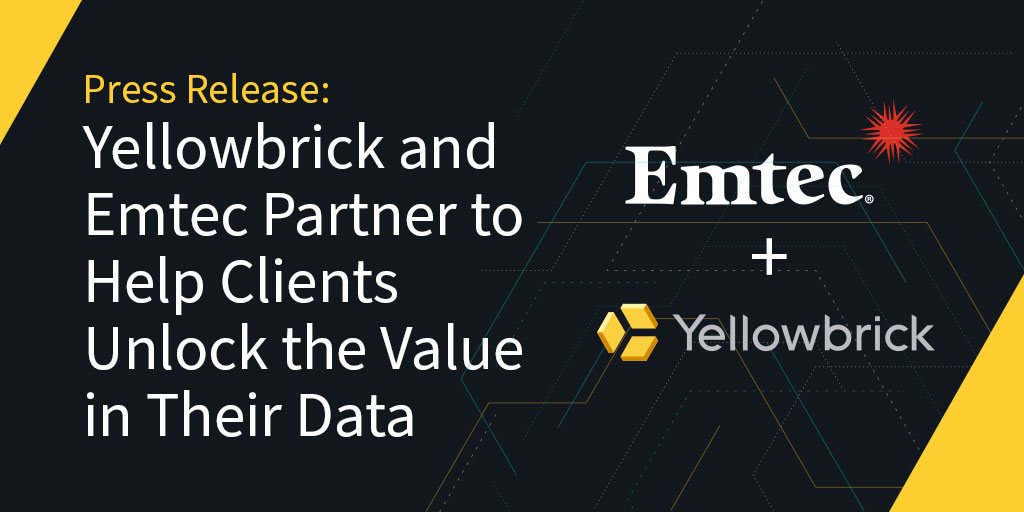 Press Release:
Yellowbrick and
Emtec Partner to
Help Clients
Unlock the Value
in Their Data
Emtec®
+
Yellowbrick